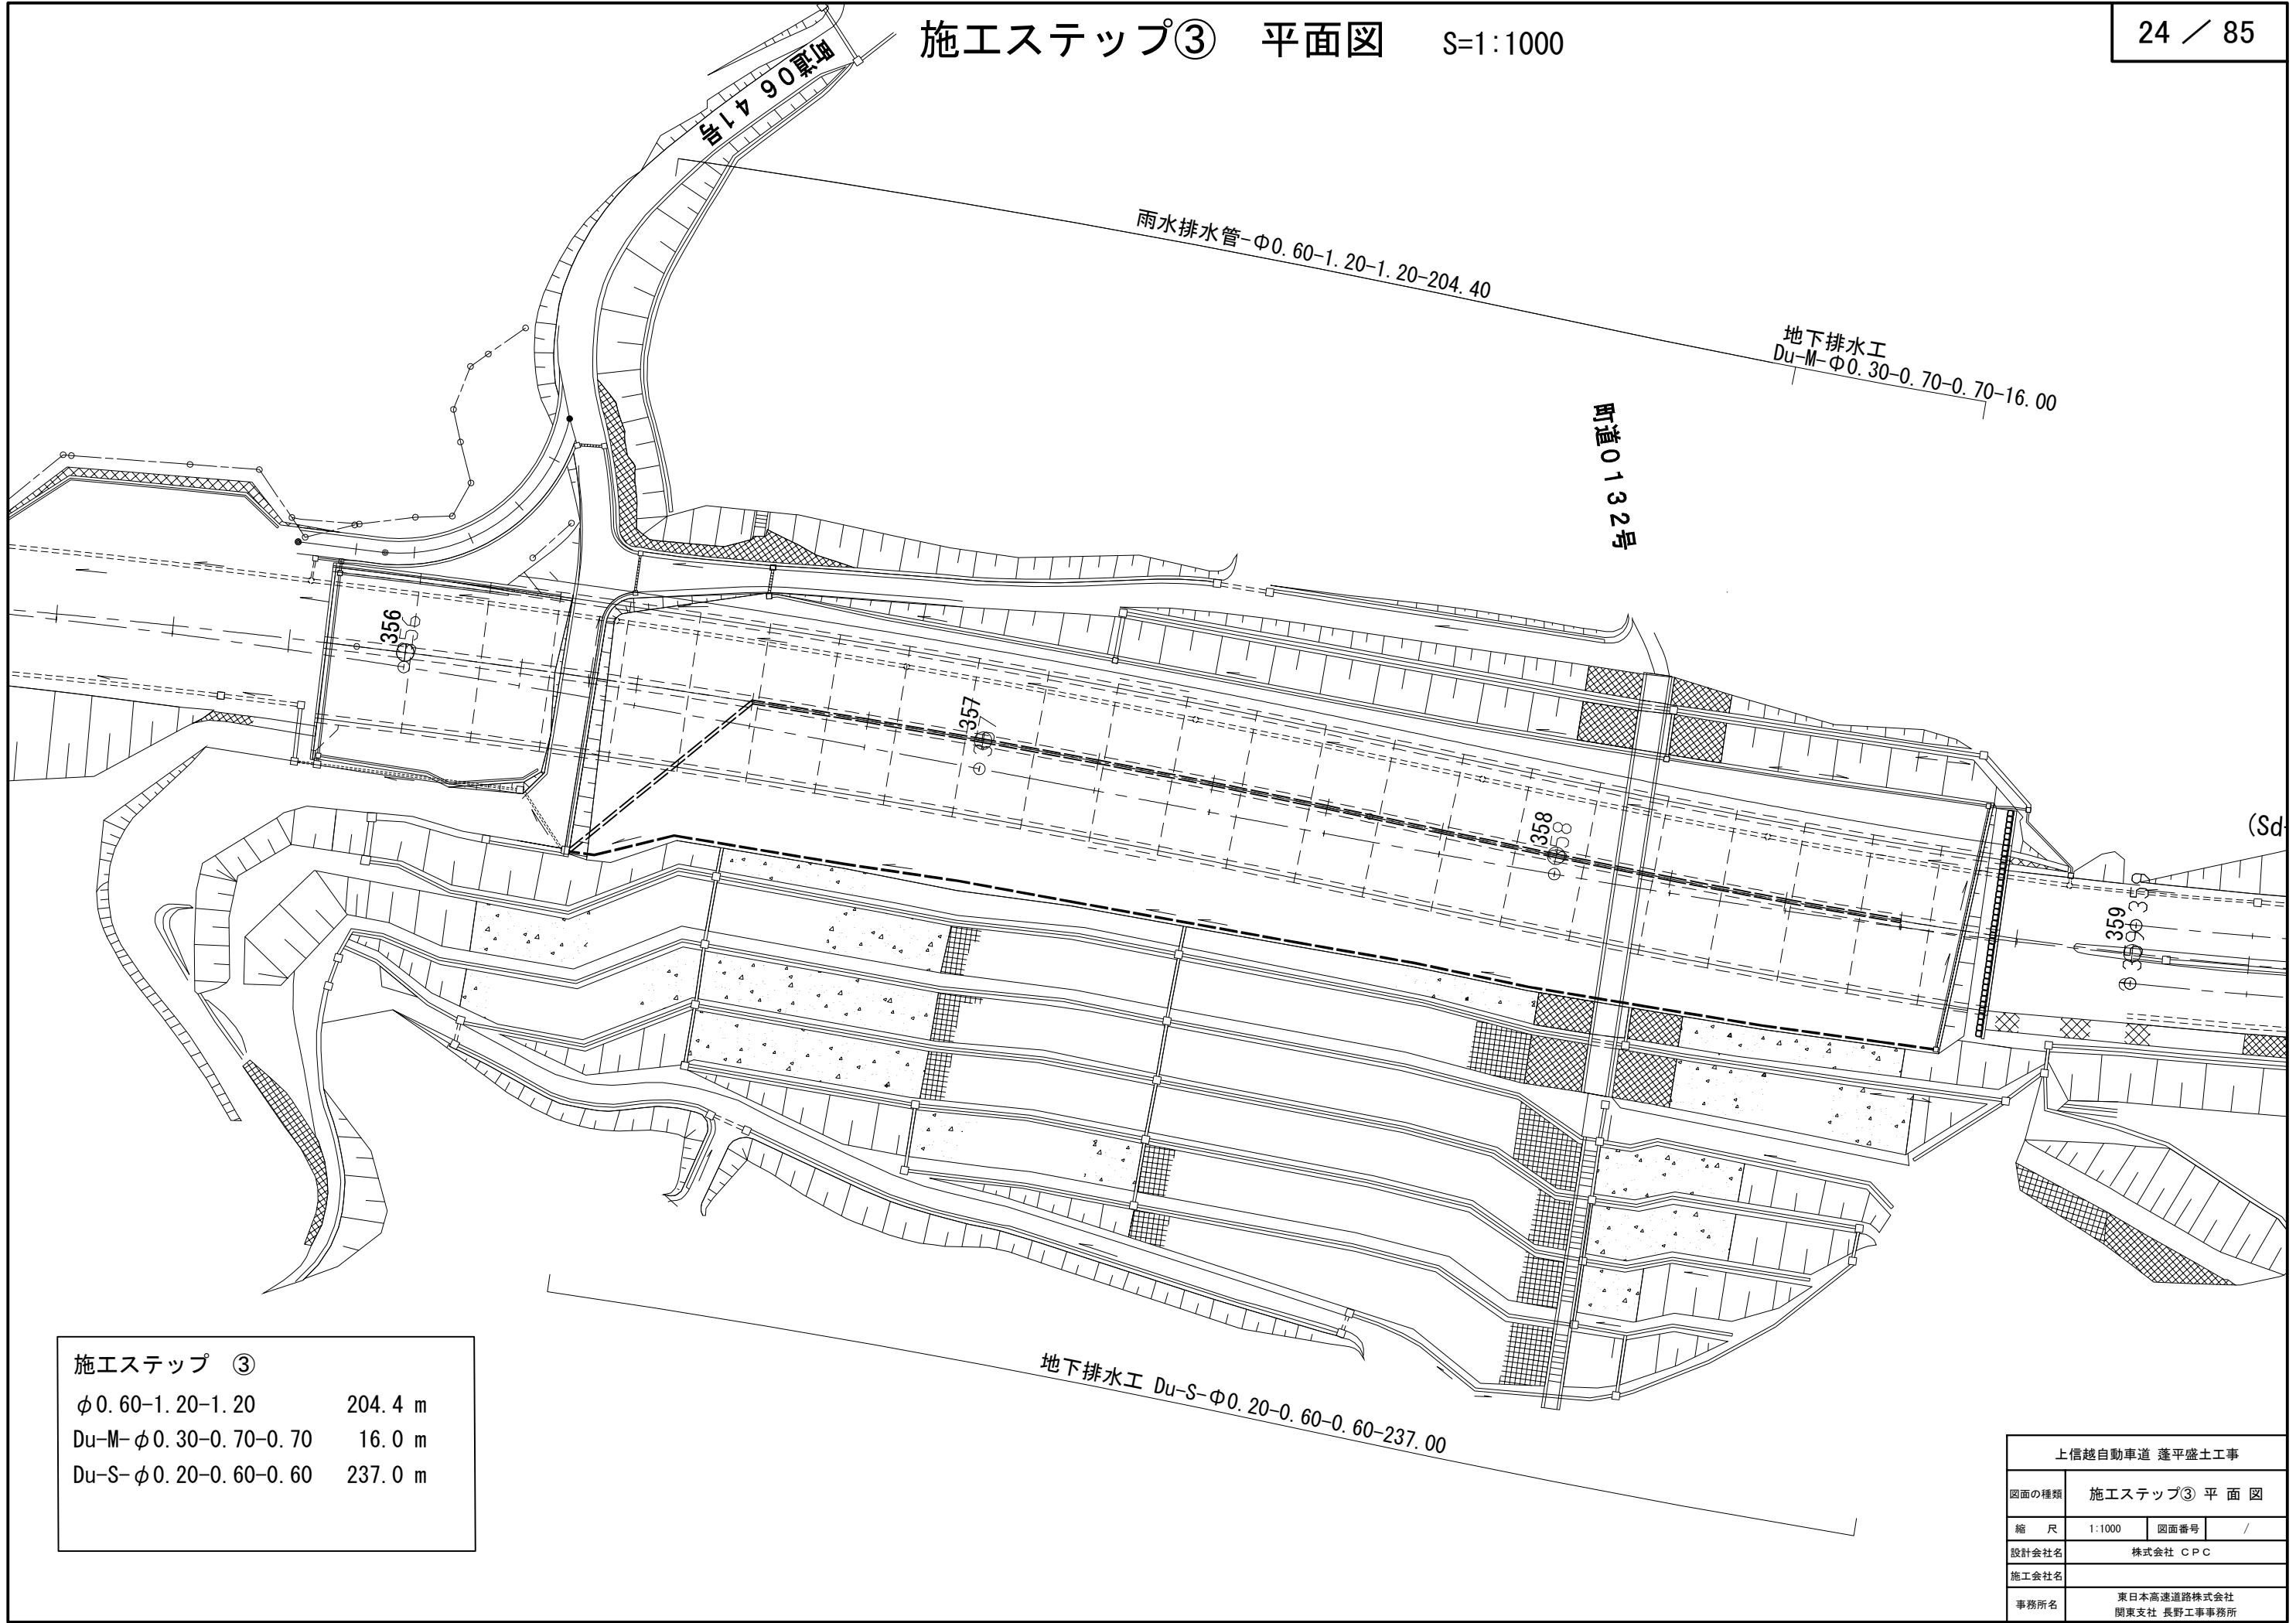 施工ステップ③ 平面図 S=1:1000
24 ／ 85
町道０６４１号
雨水排水管-Φ0.60-1.20-1.20-204.40
地下排水工
Du-M-Φ0.30-0.70-0.70-16.00
町道０１３２号
356
357
358
359
(Sd-
地下排水工 Du-S-Φ0.20-0.60-0.60-237.00
施工ステップ ③
φ0.60-1.20-1.20 204.4 m
Du-M-φ0.30-0.70-0.70 16.0 m
Du-S-φ0.20-0.60-0.60 237.0 m
上信越自動車道 蓬平盛土工事
図面の種類 施工ステップ③ 平 面 図
縮 尺 1:1000 図面番号 /
設計会社名 株式会社 ＣＰＣ
施工会社名
事務所名 東日本高速道路株式会社
関東支社 長野工事事務所